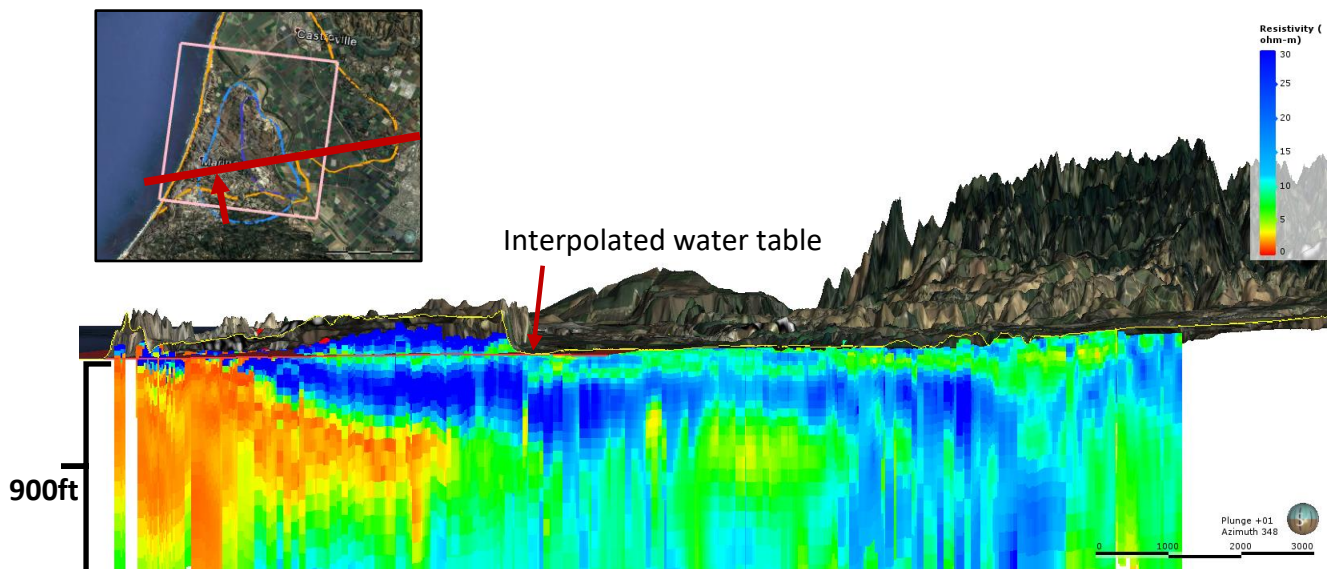 Castroville
Marina
Resistivity (
ohm-m)
30
25
20
15
10
5
0
Interpolated water table
900ft
Plunge +01
Azimuth 348
0 1000 2000 3000